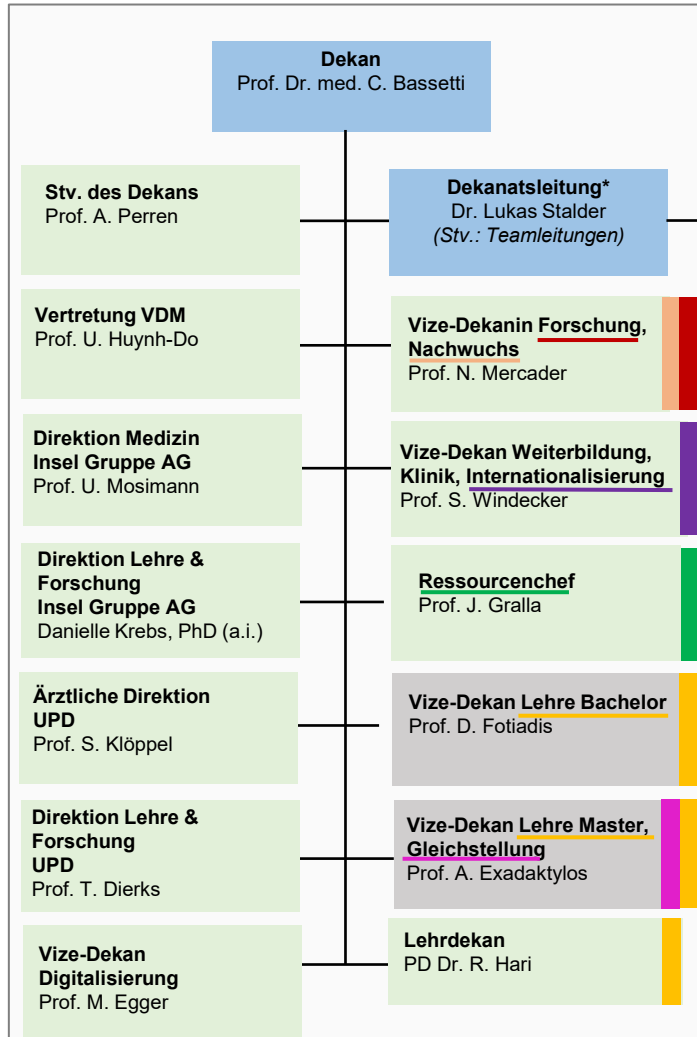 Dekan
Prof. Dr. med. C. Bassetti
Stv. des Dekans
Prof. A. Perren
Dekanatsleitung*
Dr. Lukas Stalder
(Stv.: Teamleitungen)
Vertretung VDM
Prof. U. Huynh-Do
Vize-Dekanin Forschung,
Nachwuchs
Prof. N. Mercader
Direktion Medizin
Insel Gruppe AG
Prof. U. Mosimann
Vize-Dekan Weiterbildung,
Klinik, Internationalisierung
Prof. S. Windecker
Direktion Lehre &
Forschung
Insel Gruppe AG
Danielle Krebs, PhD (a.i.)
Ressourcenchef
Prof. J. Gralla
Ärztliche Direktion
UPD
Prof. S. Klöppel
Vize-Dekan Lehre Bachelor
Prof. D. Fotiadis
Direktion Lehre &
Forschung
UPD
Prof. T. Dierks
Vize-Dekan Lehre Master,
Gleichstellung
Prof. A. Exadaktylos
Vize-Dekan
Digitalisierung
Prof. M. Egger
Lehrdekan
PD Dr. R. Hari